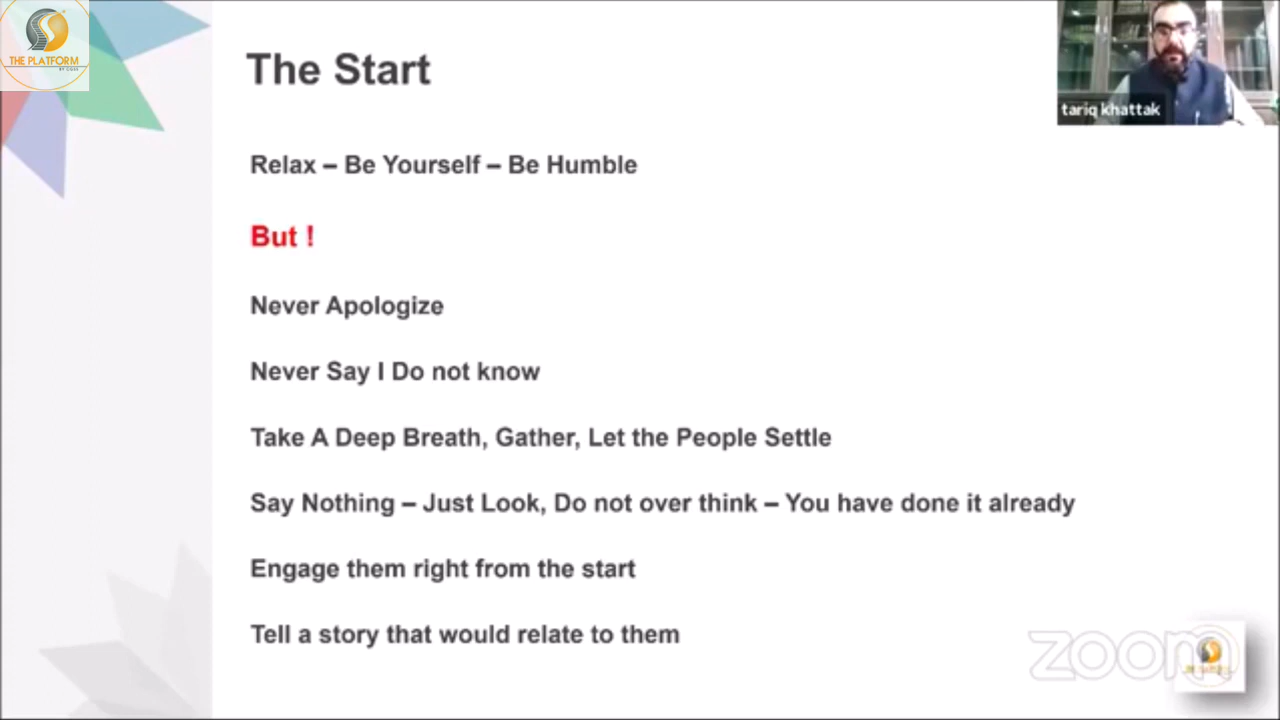 THE PLATFORM
The Start
tariq khattak
Relax – Be Yourself – Be Humble
But !
Never Apologize
Never Say I Do not know
Take A Deep Breath, Gather, Let the People Settle
Say Nothing – Just Look, Do not over think – You have done it already
Engage them right from the start
Tell a story that would relate to them
zoom